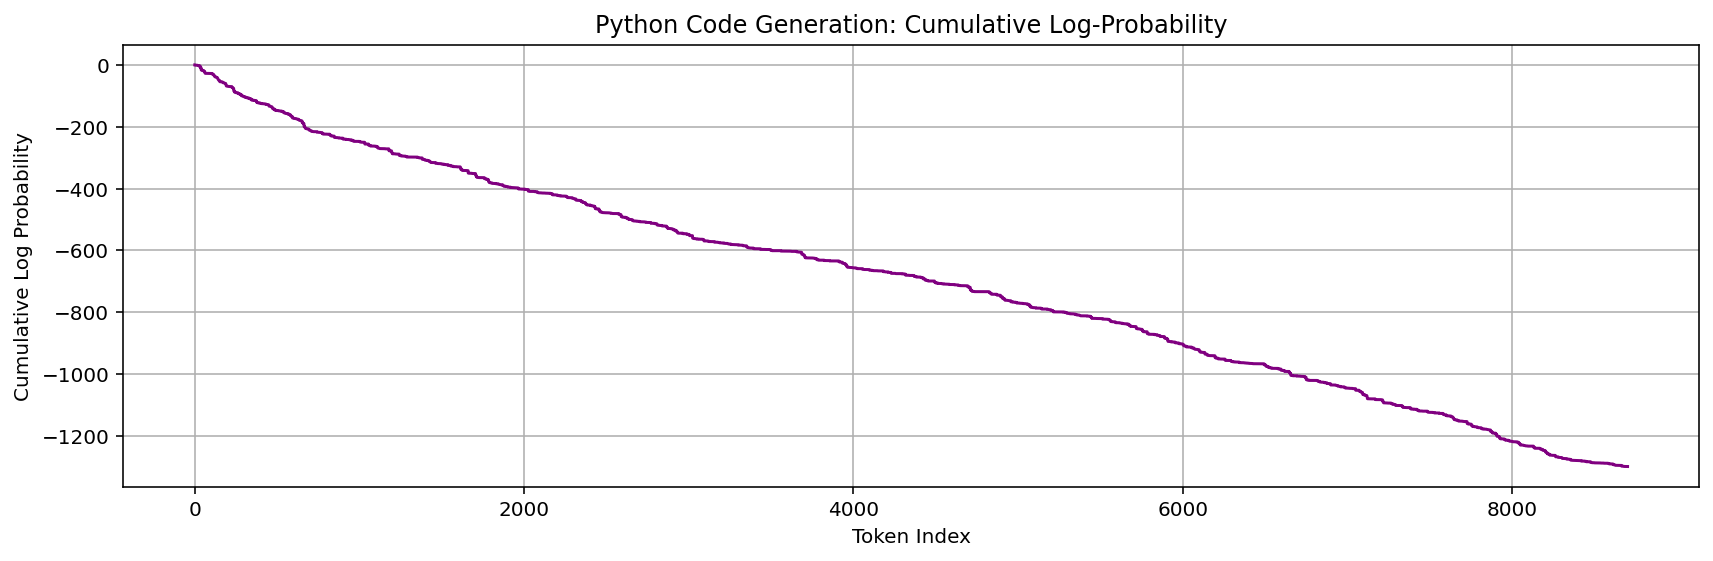 Python Code Generation: Cumulative Log-Probability
Cumulative Log Probability
0
−200
−400
−600
−800
−1000
−1200
0 2000 4000 6000 8000
Token Index